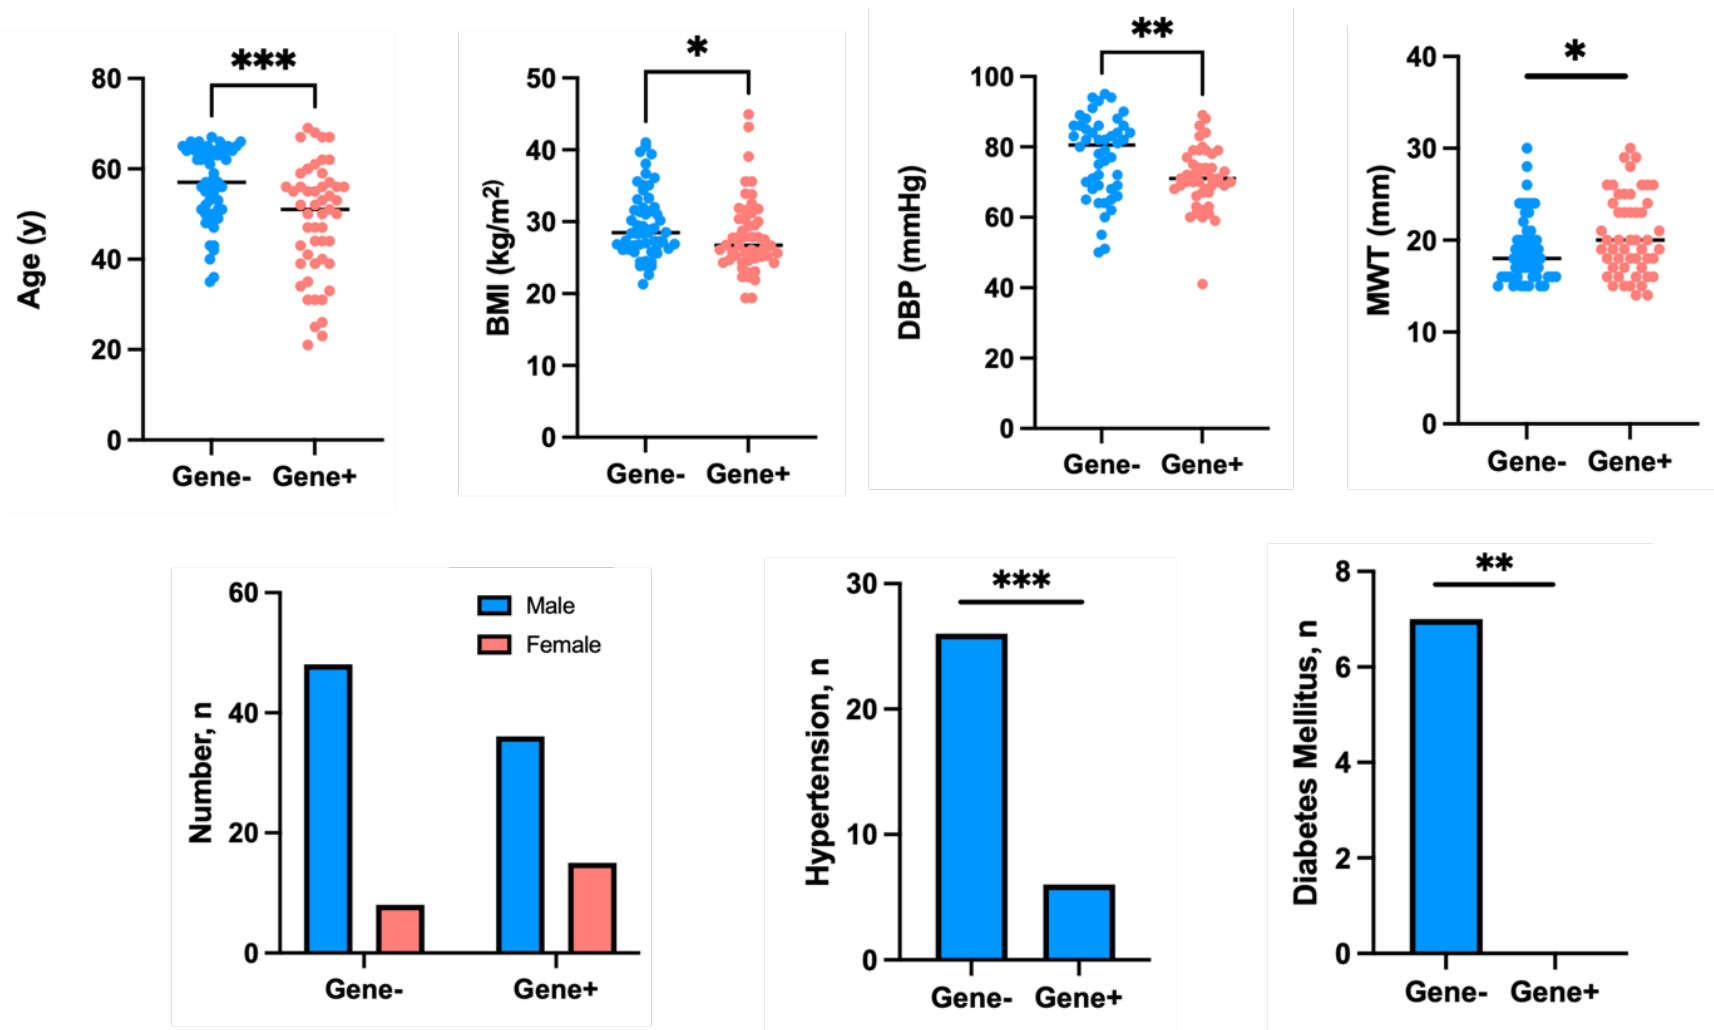 ***
80
60
40
20
0
Age (y)
Gene-
Gene+
*
50
40
30
20
10
0
BMI (kg/m²)
Gene-
Gene+
**
100
80
60
40
20
0
DBP (mmHg)
Gene-
Gene+
*
40
30
20
10
0
MWT (mm)
Gene-
Gene+
60
40
20
0
Number, n
Male
Female
Gene-
Gene+
***
30
20
10
0
Hypertension, n
Gene-
Gene+
**
8
6
4
2
0
Diabetes Mellitus, n
Gene-
Gene+